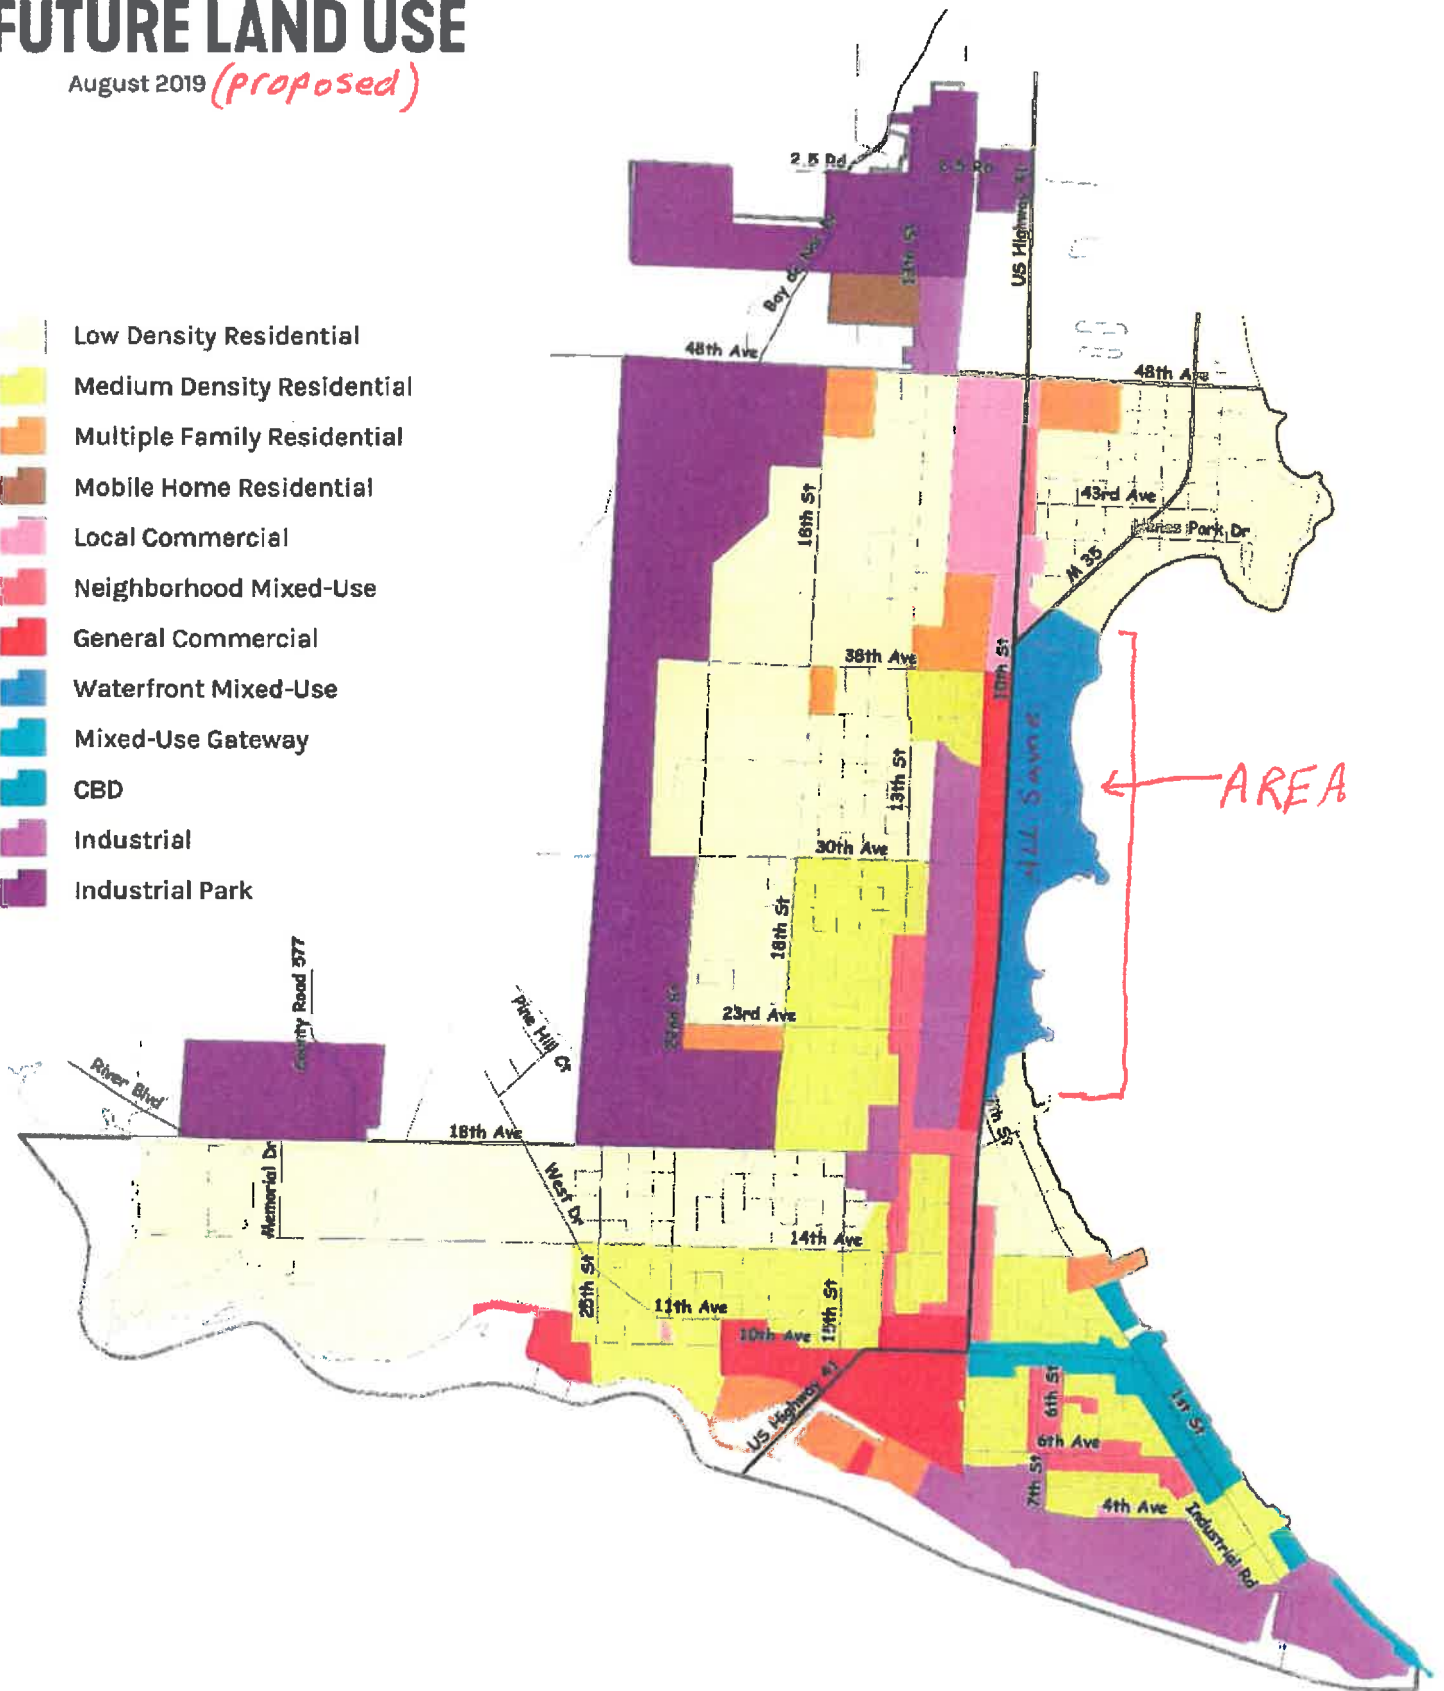 FUTURE LAND USE
August 2019 (proposed)
2.5 Rd
US Highway 41
13th St
48th Ave
48th Ave
Low Density Residential
Medium Density Residential
Multiple Family Residential
Mobile Home Residential
Local Commercial
Neighborhood Mixed-Use
General Commercial
Waterfront Mixed-Use
Mixed-Use Gateway
CBD
Industrial
Industrial Park
43rd Ave
Park Dr
M 35
16th St
38th Ave
10th St
13th St
All Same
AREA
30th Ave
18th St
23rd Ave
22nd St
County Road 577
Pine Hill Ct
River Blvd
18th Ave
Memorial Dr
West Dr
14th Ave
25th St
11th Ave
15th St
10th Ave
US Highway 41
6th St
1st St
6th Ave
7th St
4th Ave
Industrial Rd